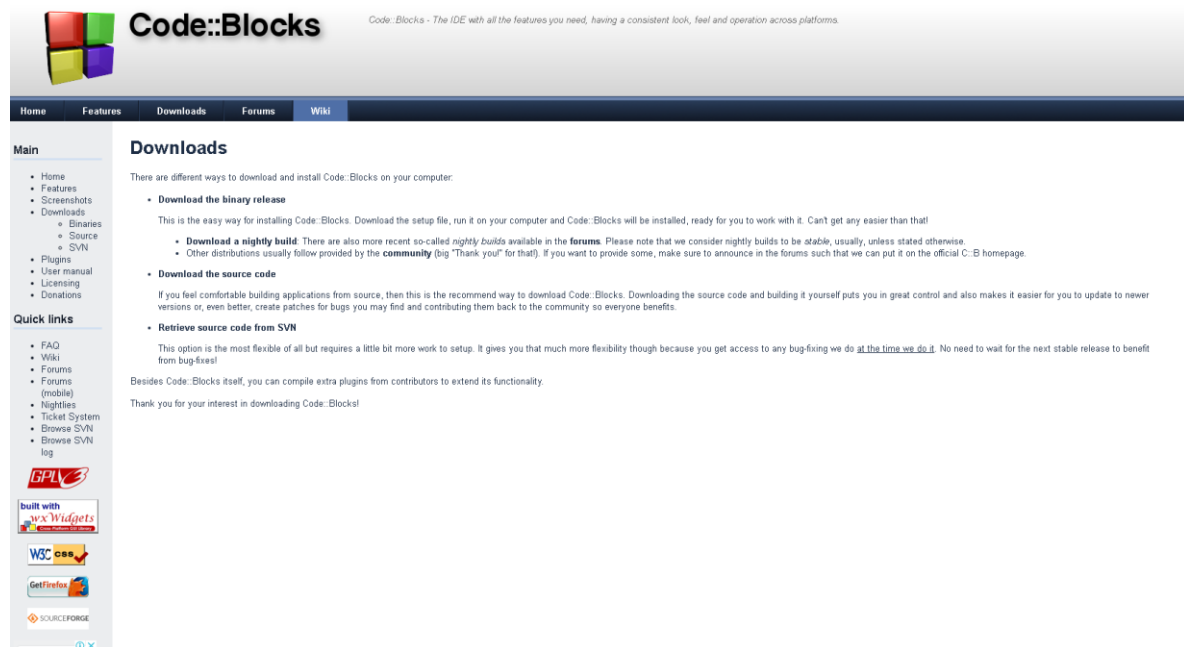 Code::Blocks
Code::Blocks - The IDE with all the features you need, having a consistent look, feel and operation across platforms.
Home Features Downloads Forums Wiki
Main
Home
Features
Screenshots
Downloads
Binaries
Source
SVN
Plugins
User manual
Licensing
Donations
Quick links
FAQ
Wiki
Forums
Forums
(mobile)
Nightlies
Ticket System
Browse SVN
Browse SVN
log
GPLv3
built with
wxWidgets
Cross Platform GUI Library
W3C css
GetFirefox
SOURCEFORGE
Downloads
There are different ways to download and install Code::Blocks on your computer:
Download the binary release
This is the easy way for installing Code::Blocks. Download the setup file, run it on your computer and Code::Blocks will be installed, ready for you to work with it. Can't get any easier than that!
Download a nightly build: There are also more recent so-called nightly builds available in the forums. Please note that we consider nightly builds to be stable, usually, unless stated otherwise.
Other distributions usually follow provided by the community (big "Thank you!" for that!). If you want to provide some, make sure to announce in the forums such that we can put it on the official C::B homepage.
Download the source code
If you feel comfortable building applications from source, then this is the recommend way to download Code::Blocks. Downloading the source code and building it yourself puts you in great control and also makes it easier for you to update to newer
versions or, even better, create patches for bugs you may find and contributing them back to the community so everyone benefits.
Retrieve source code from SVN
This option is the most flexible of all but requires a little bit more work to setup. It gives you that much more flexibility though because you get access to any bug-fixing we do at the time we do it. No need to wait for the next stable release to benefit
from bug-fixes!
Besides Code::Blocks itself, you can compile extra plugins from contributors to extend its functionality.
Thank you for your interest in downloading Code::Blocks!